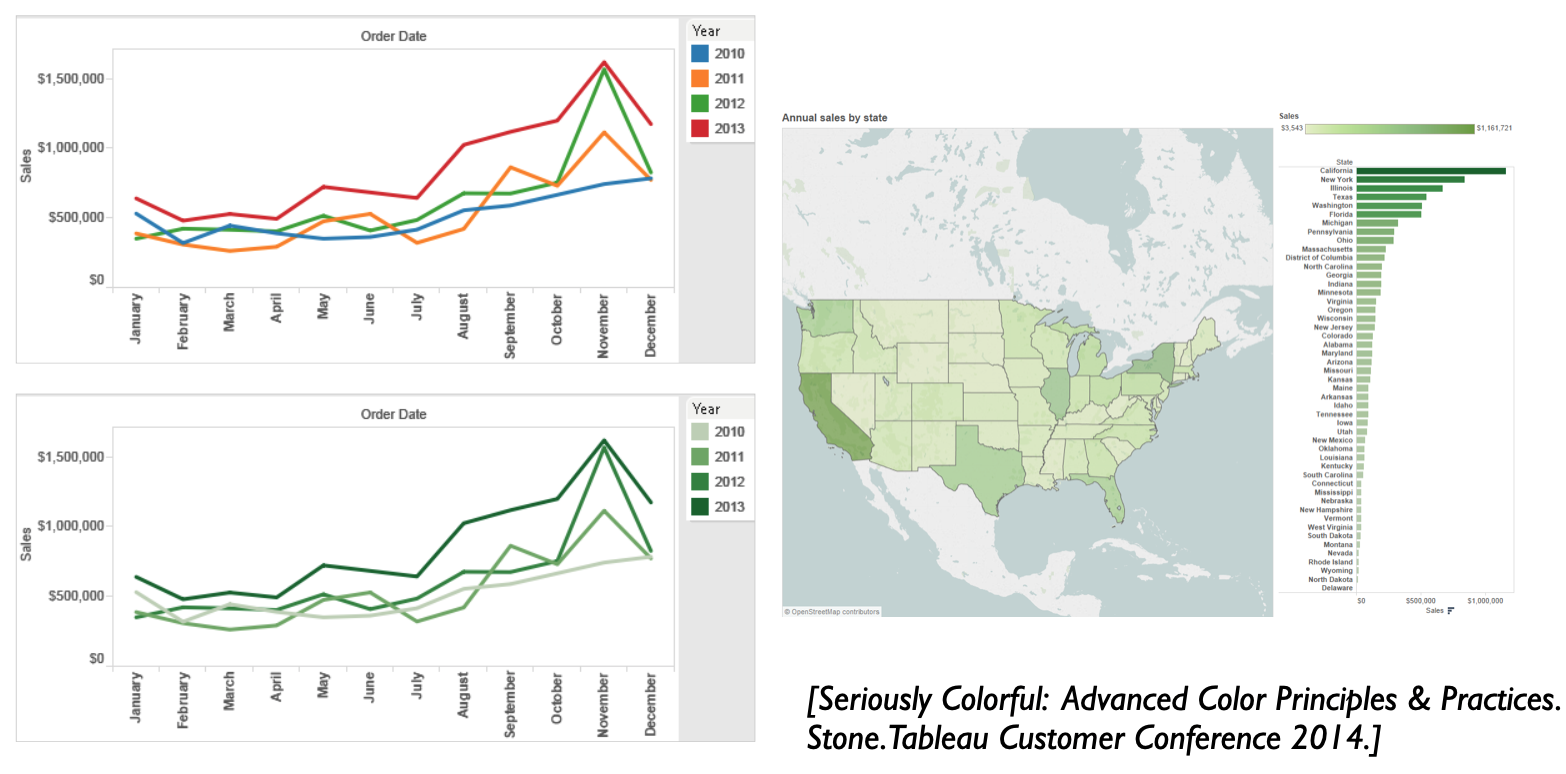 Order Date
Year
2010
2011
2012
2013
$1,500,000
$1,000,000
$500,000
$0
Sales
January
February
March
April
May
June
July
August
September
October
November
December
Order Date
Year
2010
2011
2012
2013
$1,500,000
$1,000,000
$500,000
$0
Sales
January
February
March
April
May
June
July
August
September
October
November
December
Annual sales by state
© OpenStreetMap contributors
Sales
$3,543 $1,161,721
State
California
New York
Illinois
Texas
Washington
Florida
Michigan
Pennsylvania
Ohio
Massachusetts
District of Columbia
North Carolina
Georgia
Indiana
Minnesota
Virginia
Oregon
Wisconsin
New Jersey
Colorado
Alabama
Maryland
Arizona
Missouri
Kansas
Maine
Arkansas
Idaho
Tennessee
Iowa
Utah
New Mexico
Oklahoma
Louisiana
Kentucky
South Carolina
Connecticut
Mississippi
Nebraska
New Hampshire
Vermont
West Virginia
South Dakota
Montana
Nevada
Rhode Island
Wyoming
North Dakota
Delaware
$0 $500,000 $1,000,000
Sales
[Seriously Colorful: Advanced Color Principles & Practices.
Stone.Tableau Customer Conference 2014.]